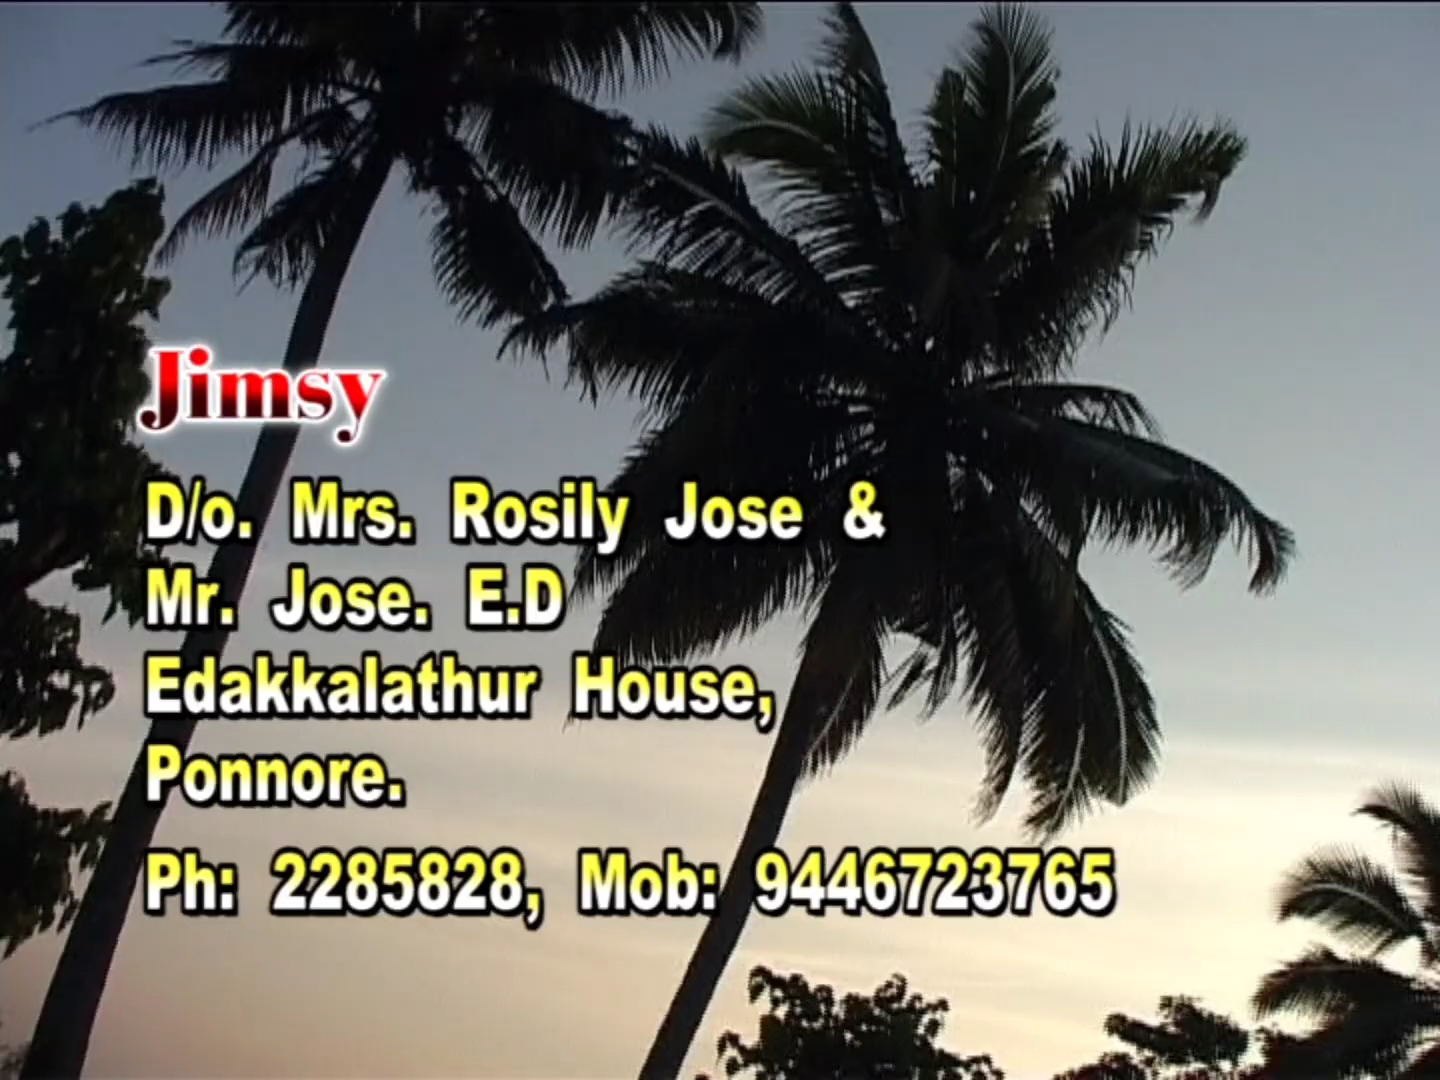 Jimsy
D/o. Mrs. Rosily Jose &
Mr. Jose. E.D
Edakkalathur House,
Ponnore.
Ph: 2285828, Mob: 9446723765